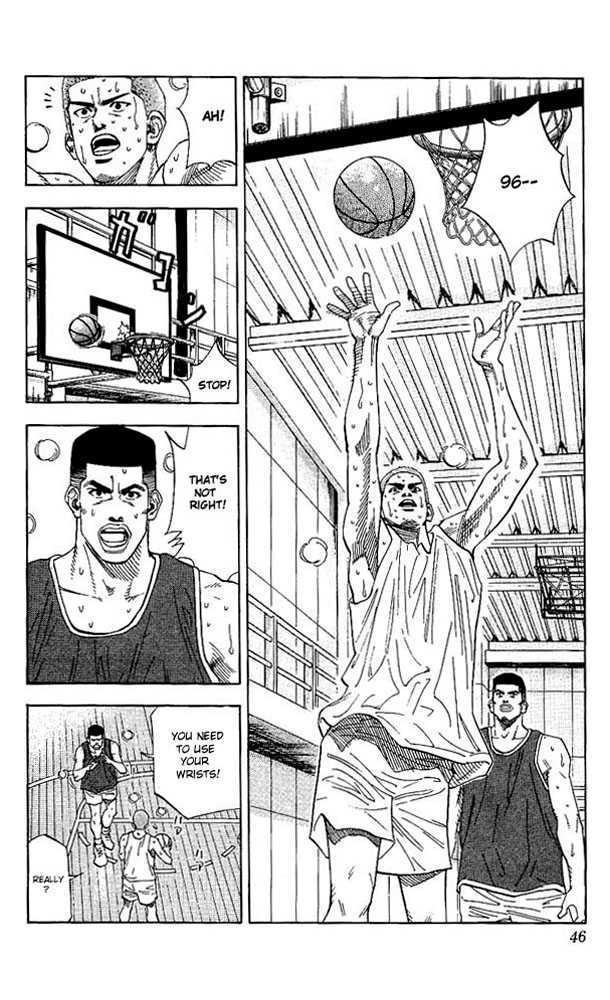 96--
AH!
STOP!
THAT'S
NOT
RIGHT!
YOU NEED
TO USE
YOUR
WRISTS!
REALLY
?
46